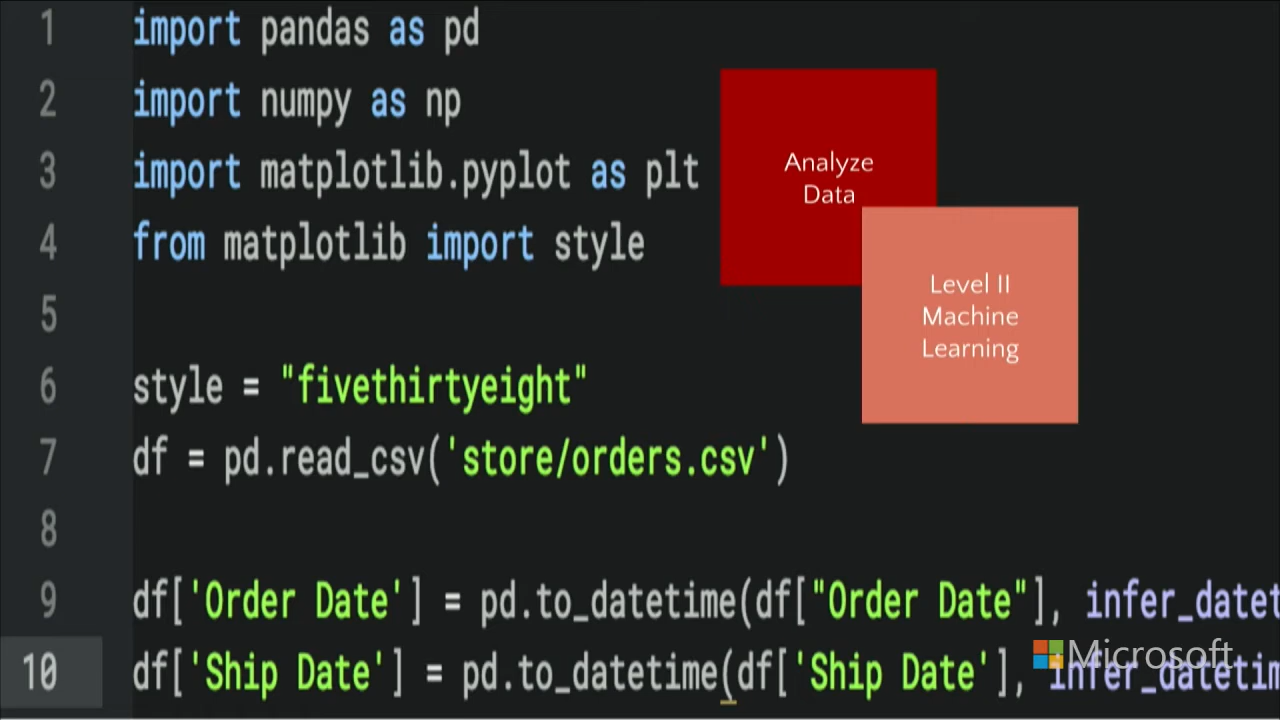 1 import pandas as pd
2 import numpy as np
3 import matplotlib.pyplot as plt
4 from matplotlib import style
5
6 style = "fivethirtyeight"
7 df = pd.read_csv('store/orders.csv')
8
9 df['Order Date'] = pd.to_datetime(df["Order Date"], infer_datet
10 df['Ship Date'] = pd.to_datetime(df['Ship Date'], infer_datetim
Analyze
Data
Level II
Machine
Learning
Microsoft